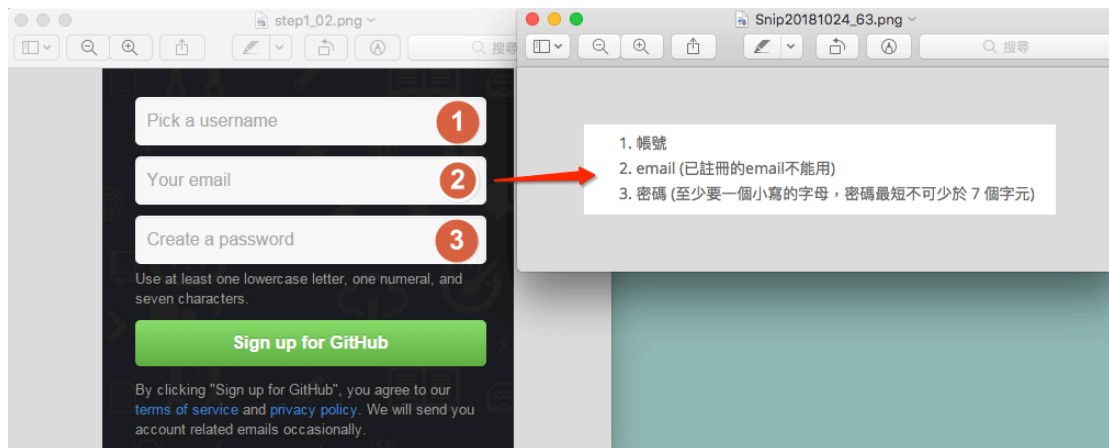 step1_02.png
搜尋
Pick a username
1
Your email
2
Create a password
3
Use at least one lowercase letter, one numeral, and
seven characters.
Sign up for GitHub
By clicking "Sign up for GitHub", you agree to our
terms of service and privacy policy. We will send you
account related emails occasionally.
Snip20181024_63.png
搜尋
1. 帳號
2. email (已註冊的email不能用)
3. 密碼 (至少要一個小寫的字母，密碼最短不可少於 7 個字元)